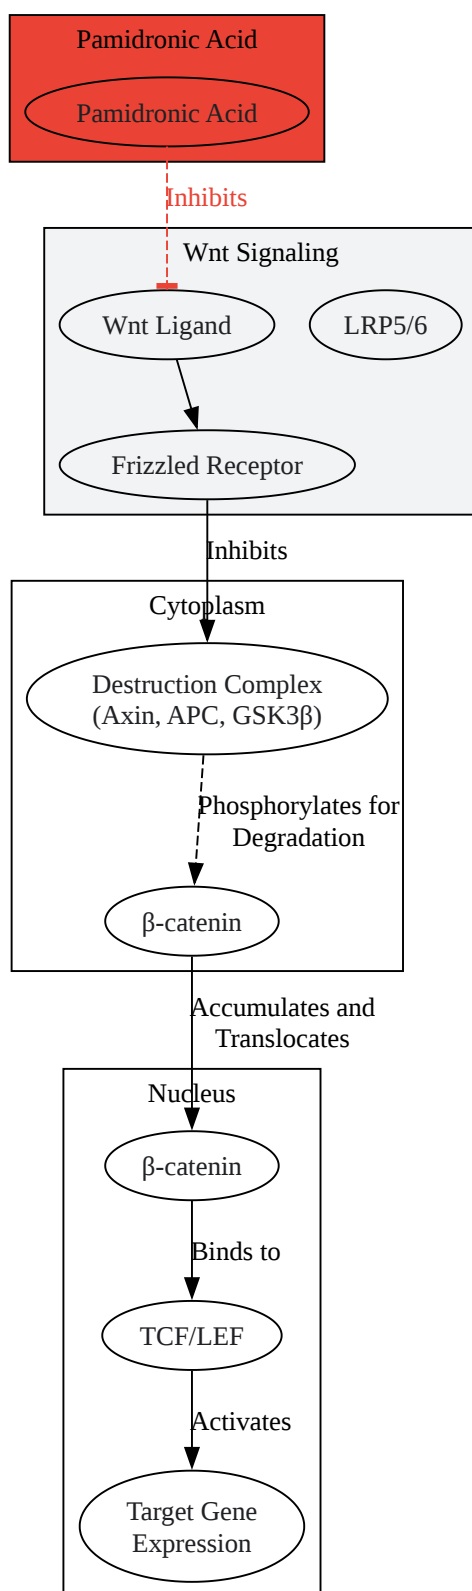 Pamidronic Acid
Pamidronic Acid
Inhibits
Wnt Signaling
Wnt Ligand
LRP5/6
Frizzled Receptor
Inhibits
Cytoplasm
Destruction Complex
(Axin, APC, GSK3β)
Phosphorylates for
Degradation
β-catenin
Accumulates and
Translocates
Nucleus
β-catenin
Binds to
TCF/LEF
Activates
Target Gene
Expression